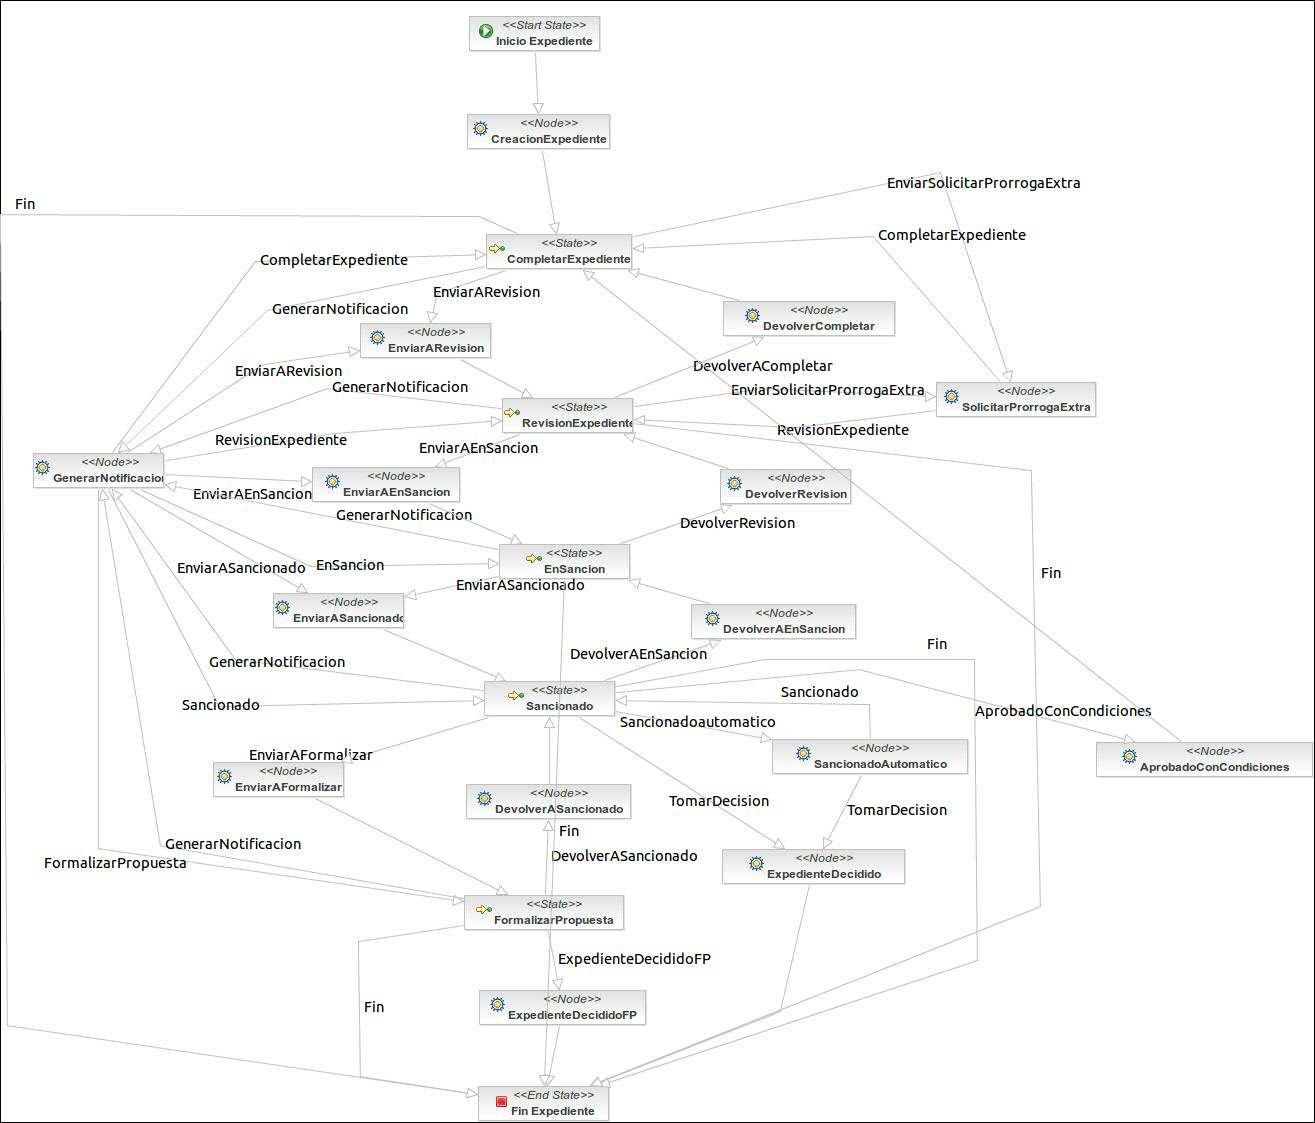 <<Start State>>
Inicio Expediente
<<Node>>
CreacionExpediente
EnviarSolicitarProrrogaExtra
Fin
CompletarExpediente
<<State>>
CompletarExpediente
CompletarExpediente
EnviarARevision
GenerarNotificacion
<<Node>>
DevolverCompletar
<<Node>>
EnviarARevision
EnviarARevision
DevolverACompletar
GenerarNotificacion
EnviarSolicitarProrrogaExtra
<<Node>>
SolicitarProrrogaExtra
<<State>>
RevisionExpediente
RevisionExpediente
RevisionExpediente
EnviarAEnSancion
<<Node>>
GenerarNotificacion
<<Node>>
EnviarAEnSancion
<<Node>>
DevolverRevision
EnviarAEnSancion
GenerarNotificacion
DevolverRevision
<<State>>
EnSancion
EnviarASancionado
EnSancion
Fin
EnviarASancionado
<<Node>>
EnviarASancionado
<<Node>>
DevolverAEnSancion
Fin
DevolverAEnSancion
GenerarNotificacion
<<State>>
Sancionado
Sancionado
Sancionado
AprobadoConCondiciones
Sancionadoautomatico
<<Node>>
SancionadoAutomatico
<<Node>>
AprobadoConCondiciones
EnviarAFormalizar
<<Node>>
EnviarAFormalizar
<<Node>>
DevolverASancionado
TomarDecision
TomarDecision
Fin
GenerarNotificacion
DevolverASancionado
FormalizarPropuesta
<<Node>>
ExpedienteDecidido
<<State>>
FormalizarPropuesta
ExpedienteDecididoFP
<<Node>>
ExpedienteDecididoFP
Fin
<<End State>>
Fin Expediente